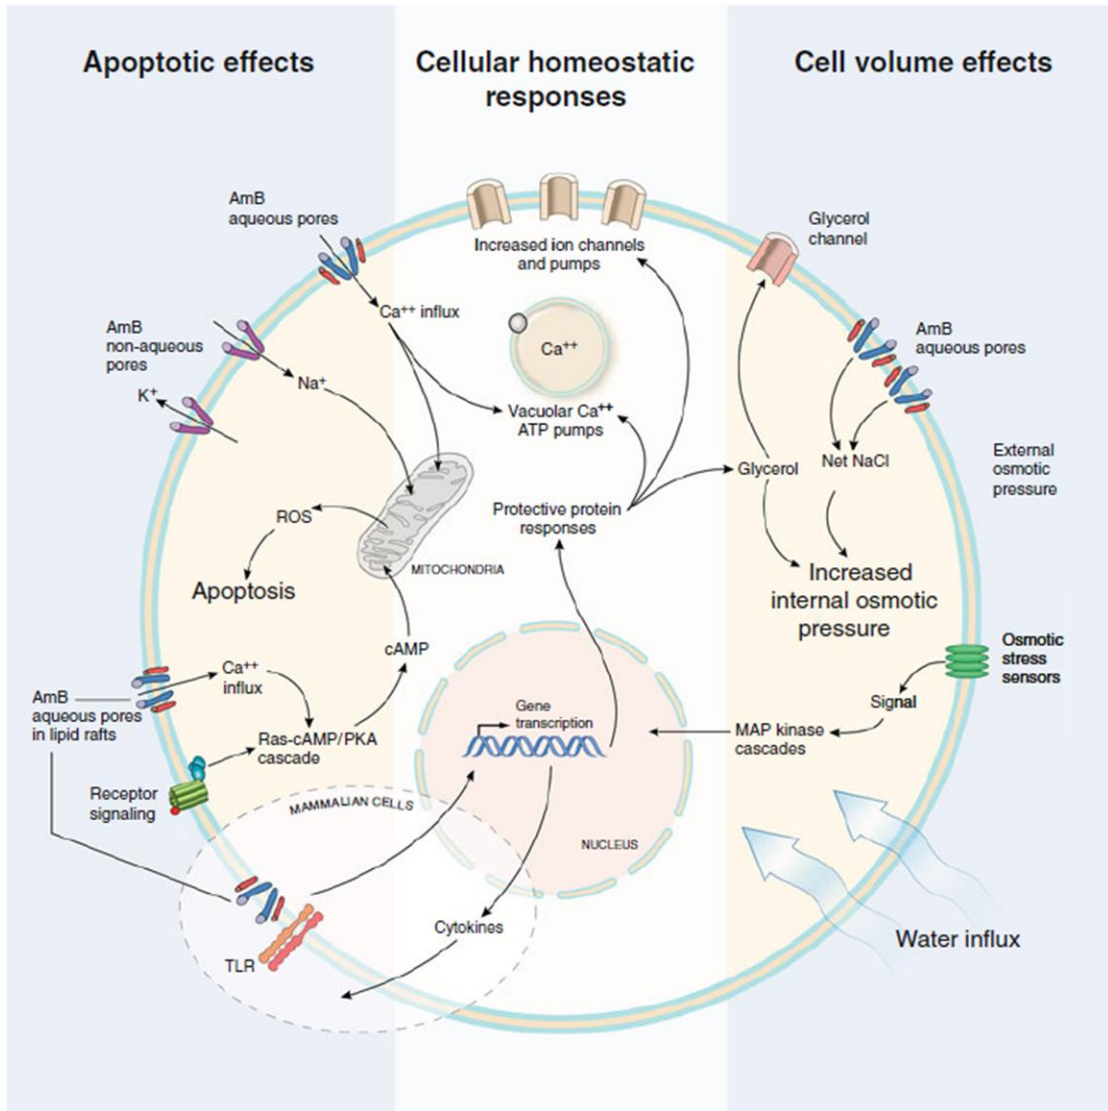 Apoptotic effects
Cellular homeostatic
responses
Cell volume effects
AmB
aqueous pores
Increased ion channels
and pumps
Glycerol
channel
Ca++ influx
AmB
non-aqueous
pores
K+
Na+
Ca++
AmB
aqueous pores
Vacuolar Ca++
ATP pumps
Glycerol
Net NaCl
External
osmotic
pressure
ROS
Protective protein
responses
MITOCHONDRIA
Apoptosis
Increased
internal osmotic
pressure
cAMP
Osmotic
stress
sensors
Ca++
influx
AmB
aqueous pores
in lipid rafts
Signal
Gene
transcription
MAP kinase
cascades
Ras-cAMP/PKA
cascade
Receptor
signaling
MAMMALIAN CELLS
NUCLEUS
Cytokines
TLR
Water influx